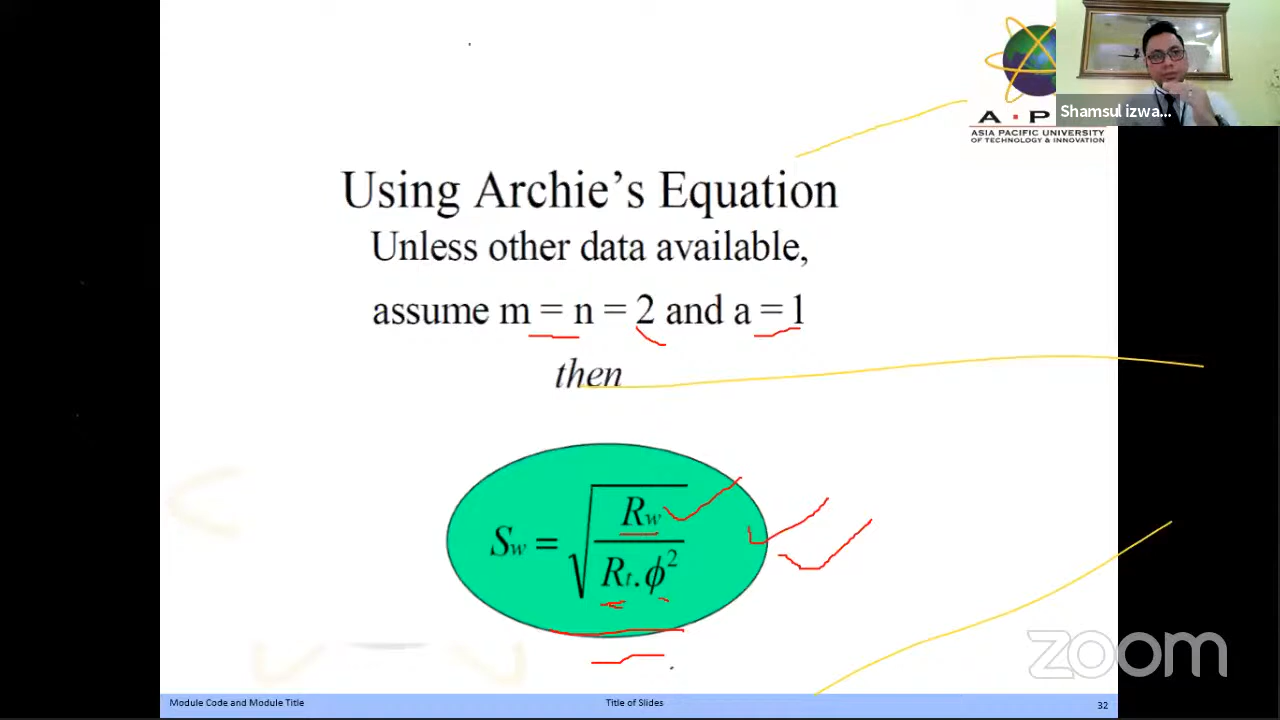 A · P
ASIA PACIFIC UNIVERSITY
OF TECHNOLOGY & INNOVATION
Shamsul izwa...
Using Archie's Equation
Unless other data available,
assume m = n = 2 and a = 1
then
Sw = √(Rw / Rt.ϕ²)
zoom
Module Code and Module Title
Title of Slides
32